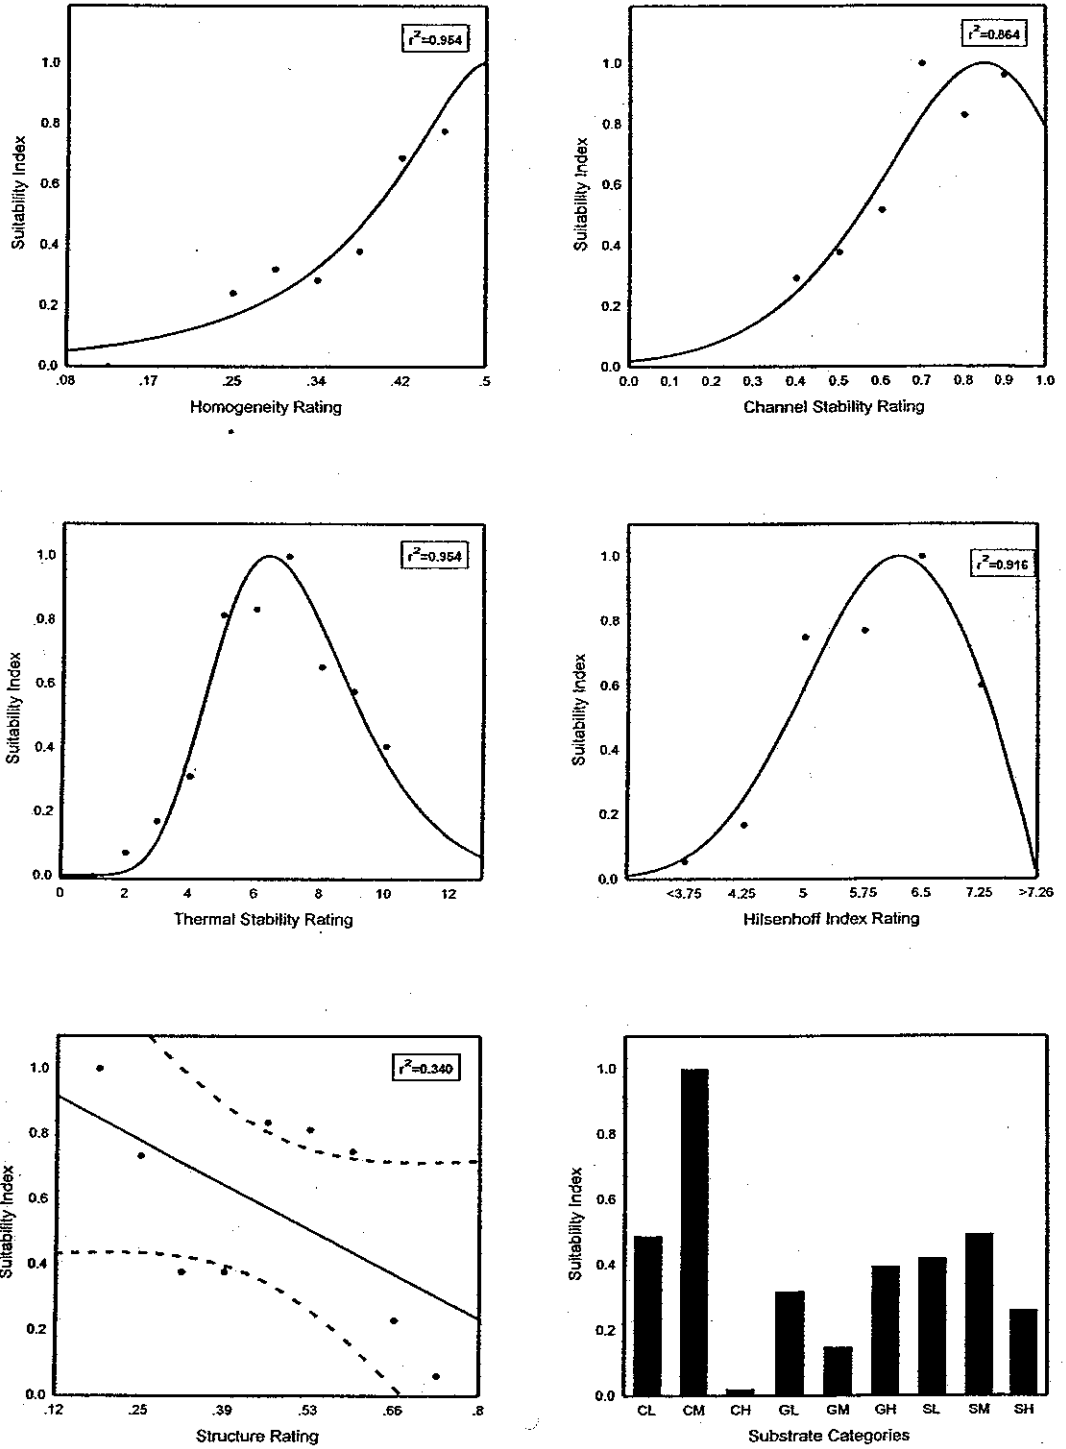 r²=0.954
Suitability Index
1.0
0.8
0.6
0.4
0.2
0.0
.08 .17 .25 .34 .42 .5
Homogeneity Rating
r²=0.864
Suitability Index
1.0
0.8
0.6
0.4
0.2
0.0
0.0 0.1 0.2 0.3 0.4 0.5 0.6 0.7 0.8 0.9 1.0
Channel Stability Rating
r²=0.954
Suitability Index
1.0
0.8
0.6
0.4
0.2
0.0
0 2 4 6 8 10 12
Thermal Stability Rating
r²=0.916
Suitability Index
1.0
0.8
0.6
0.4
0.2
0.0
<3.75 4.25 5 5.75 6.5 7.25 >7.26
Hilsenhoff Index Rating
r²=0.340
Suitability Index
1.0
0.8
0.6
0.4
0.2
0.0
.12 .25 .39 .53 .66 .8
Structure Rating
Suitability Index
1.0
0.8
0.6
0.4
0.2
0.0
CL CM CH GL GM GH SL SM SH
Substrate Categories